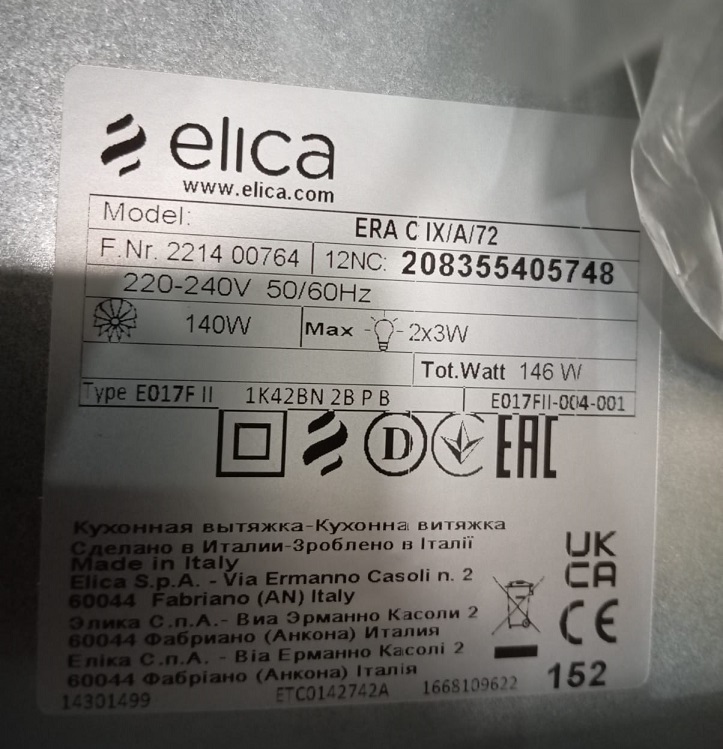 elica
www.elica.com
Model: ERA C IX/A/72
F.Nr. 2214 00764 12NC: 208355405748
220-240V 50/60Hz
140W Max 2x3W
Tot.Watt 146 W
Type E017F II 1K42BN 2B P B E017FII-004-001
D EAC
Кухонная вытяжка-Кухонна витяжка
Сделано в Италии-Зроблено в Італії
Made in Italy
Elica S.p.A. - Via Ermanno Casoli n. 2
60044 Fabriano (AN) Italy
Элика С.п.А.- Виа Эрманно Касоли 2
60044 Фабриано (Анкона) Италия
Еліка С.п.А. - Віа Ерманно Касолі 2
60044 Фабріано (Анкона) Італія
UK
CA
CE
14301499 ETC0142742A 1668109622 152